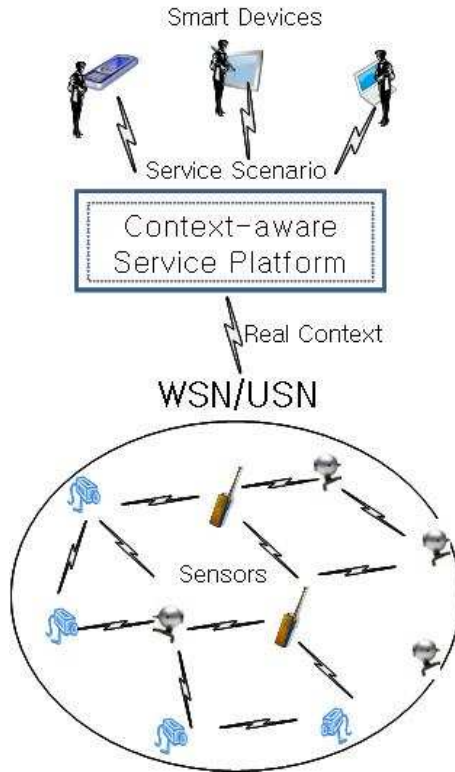 Smart Devices
Service Scenario
Context-aware
Service Platform
Real Context
WSN/USN
Sensors